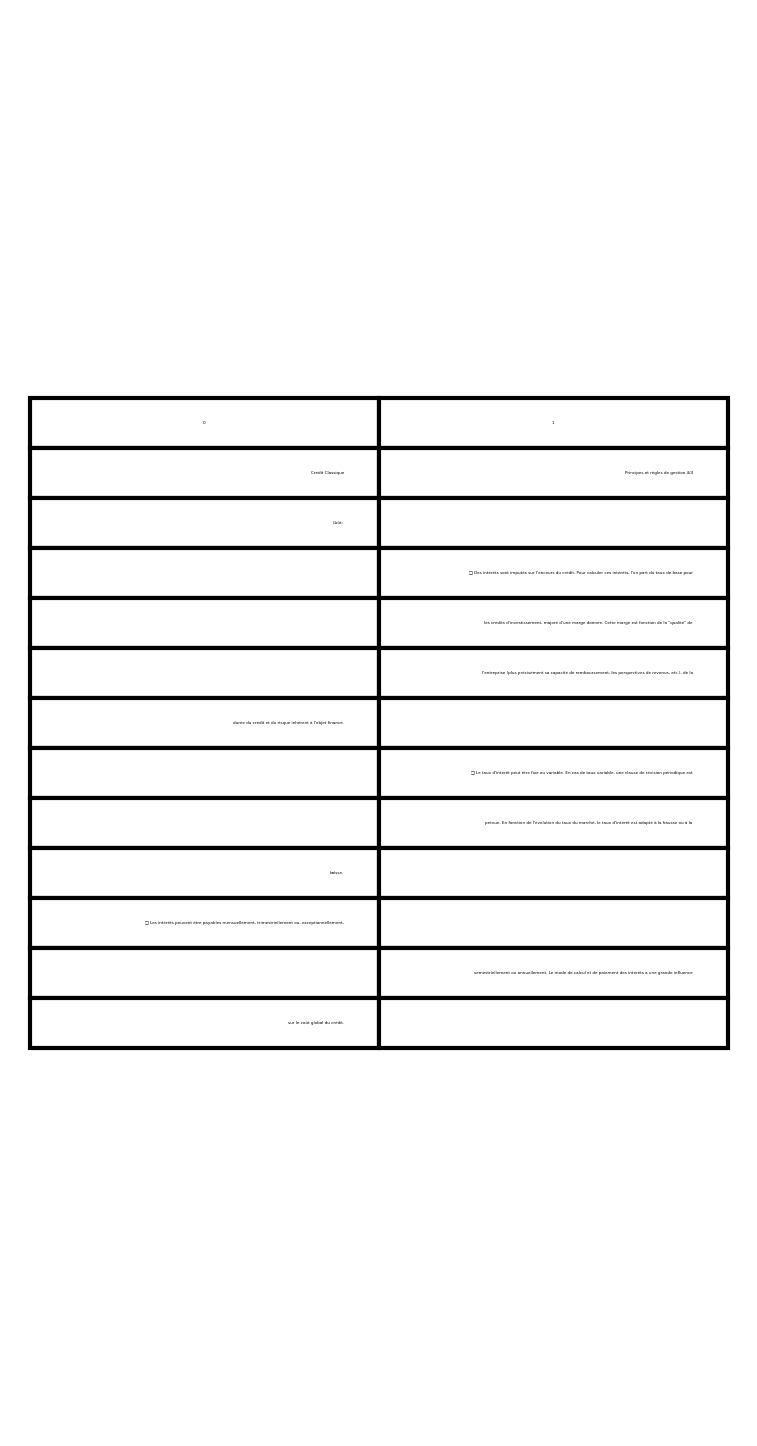 0 1
Credit Classique Principes et règles de gestion 4/4
Coût:
❑ Des intérêts sont imputés sur l'encours du crédit. Pour calculer ces intérêts, l'on part du taux de base pour
les crédits d'investissement, majoré d'une marge donnée. Cette marge est fonction de la "qualité" de
l'entreprise (plus précisément sa capacité de remboursement, les perspectives de revenus, etc.), de la
durée du crédit et du risque inhérent à l'objet financé.
❑ Le taux d'intérêt peut être fixe ou variable. En cas de taux variable, une clause de révision périodique est
prévue. En fonction de l'évolution du taux du marché, le taux d'intérêt est adapté à la hausse ou à la
baisse.
❑ Les intérêts peuvent être payables mensuellement, trimestriellement ou, exceptionnellement,
semestriellement ou annuellement. Le mode de calcul et de paiement des intérêts a une grande influence
sur le coût global du crédit.